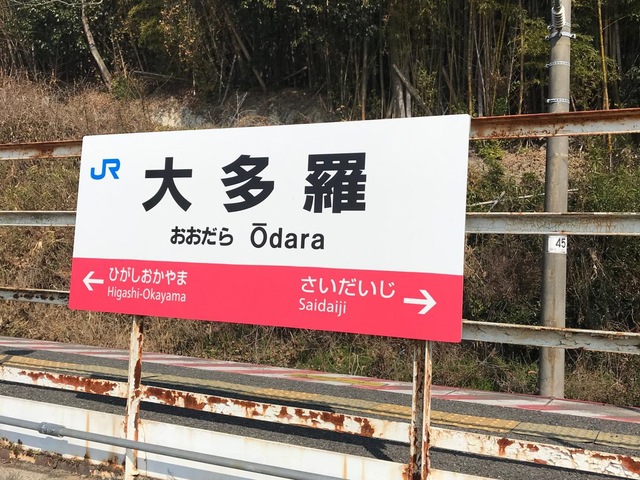 JR 大多羅
おおだら Ōdara
← ひがしおかやま
Higashi-Okayama
さいだいじ →
Saidaiji
45